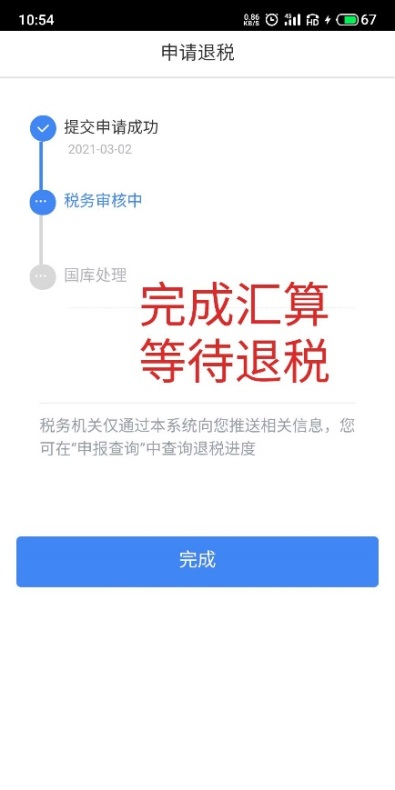 10:54
0.86 KB/S 4G HD 67
申请退税
提交申请成功
2021-03-02
税务审核中
国库处理
完成汇算
等待退税
税务机关仅通过本系统向您推送相关信息，您
可在“申报查询”中查询退税进度
完成